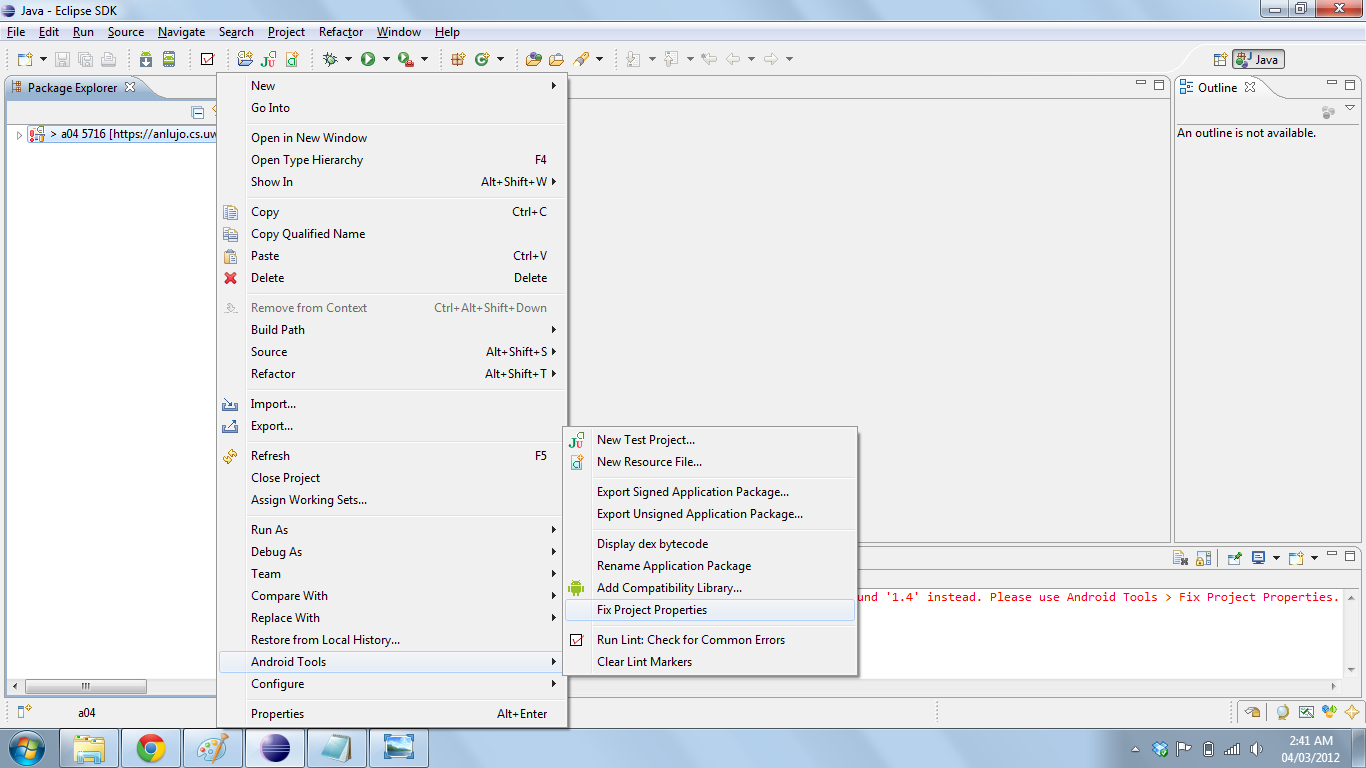 Java - Eclipse SDK
File Edit Run Source Navigate Search Project Refactor Window Help
Java
Package Explorer
> a04 5716 [https://anlujo.cs.uw
New
Go Into
Open in New Window
Open Type Hierarchy F4
Show In Alt+Shift+W
Copy Ctrl+C
Copy Qualified Name
Paste Ctrl+V
Delete Delete
Remove from Context Ctrl+Alt+Shift+Down
Build Path
Source Alt+Shift+S
Refactor Alt+Shift+T
Import...
Export...
Refresh F5
Close Project
Assign Working Sets...
Run As
Debug As
Team
Compare With
Replace With
Restore from Local History...
Android Tools
Configure
Properties Alt+Enter
New Test Project...
New Resource File...
Export Signed Application Package...
Export Unsigned Application Package...
Display dex bytecode
Rename Application Package
Add Compatibility Library...
Fix Project Properties
Run Lint: Check for Common Errors
Clear Lint Markers
Outline
An outline is not available.
und '1.4' instead. Please use Android Tools > Fix Project Properties.
a04
2:41 AM
04/03/2012